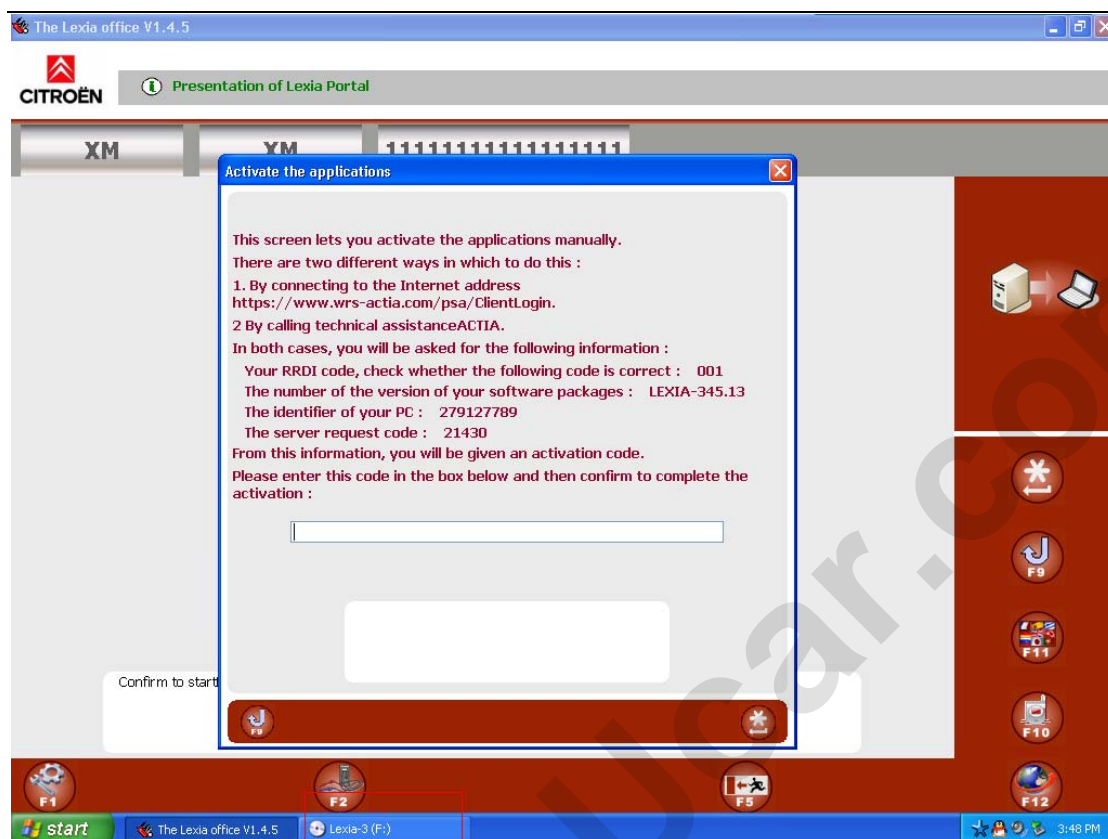 The Lexia office V1.4.5
CITROËN
Presentation of Lexia Portal
XM
XM
11111111111111111
Activate the applications
This screen lets you activate the applications manually.
There are two different ways in which to do this :
1. By connecting to the Internet address
https://www.wrs-actia.com/psa/ClientLogin.
2 By calling technical assistanceACTIA.
In both cases, you will be asked for the following information :
Your RRDI code, check whether the following code is correct : 001
The number of the version of your software packages : LEXIA-345.13
The identifier of your PC : 279127789
The server request code : 21430
From this information, you will be given an activation code.
Please enter this code in the box below and then confirm to complete the
activation :
Confirm to start
F9
F9
F11
F10
F1
F2
F5
F12
start
The Lexia office V1.4.5
Lexia-3 (F:)
3:48 PM
ucar.co